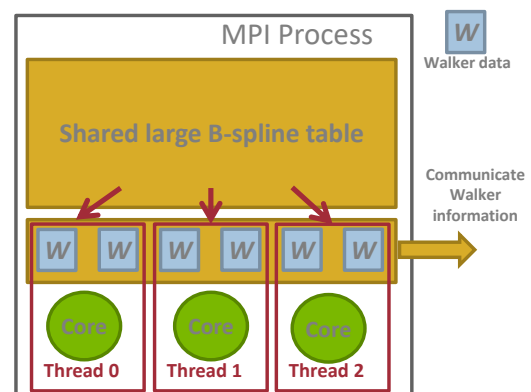 MPI Process
W
Walker data
Shared large B-spline table
Communicate
Walker
information
W W W W W W
Core Core Core
Thread 0 Thread 1 Thread 2